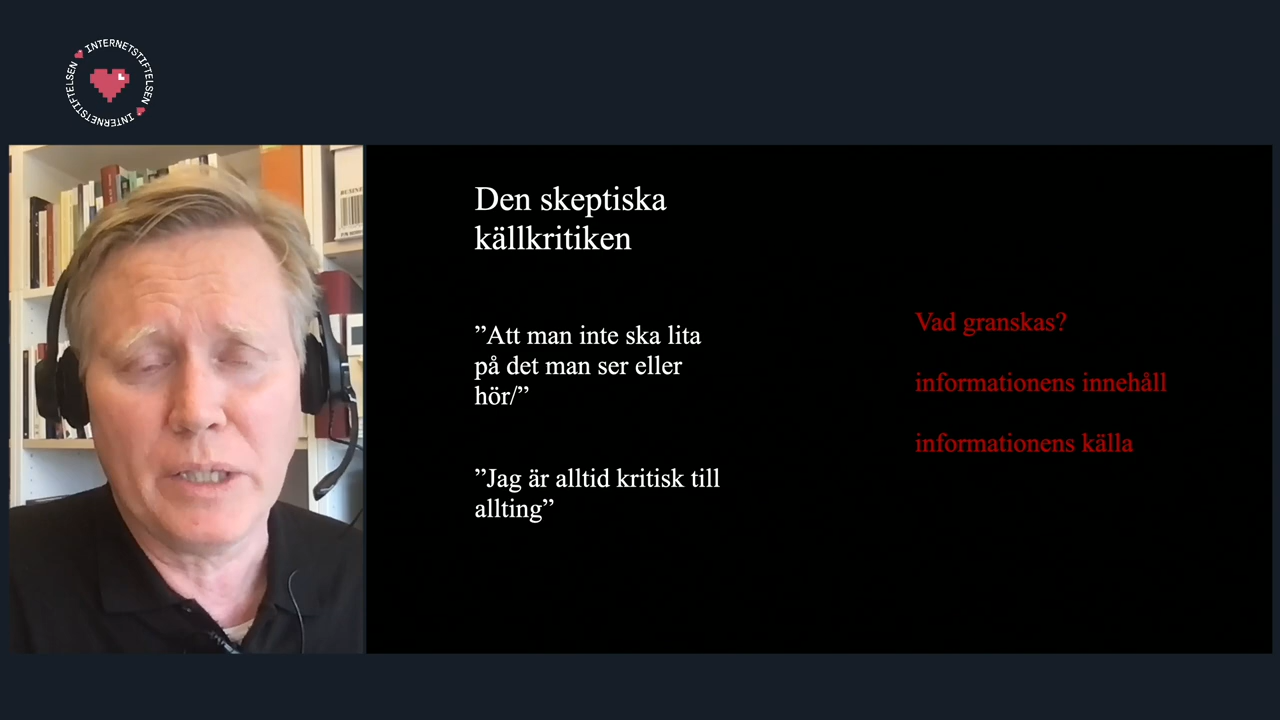 INTERNETSTIFTELSEN INTERNETSTIFTELSEN
Den skeptiska
källkritiken
”Att man inte ska lita
på det man ser eller
hör/”
”Jag är alltid kritisk till
allting”
Vad granskas?
informationens innehåll
informationens källa